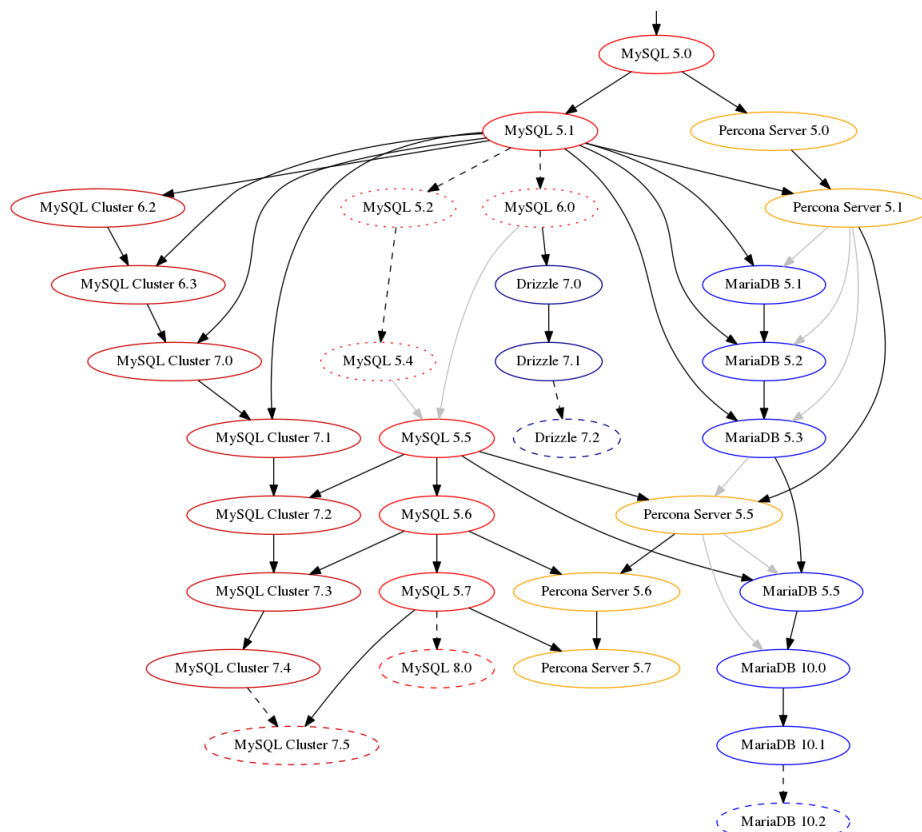 MySQL 5.0
MySQL 5.1
Percona Server 5.0
MySQL Cluster 6.2
MySQL 5.2
MySQL 6.0
Percona Server 5.1
MySQL Cluster 6.3
Drizzle 7.0
MariaDB 5.1
MySQL Cluster 7.0
MySQL 5.4
Drizzle 7.1
MariaDB 5.2
MySQL Cluster 7.1
MySQL 5.5
Drizzle 7.2
MariaDB 5.3
MySQL Cluster 7.2
MySQL 5.6
Percona Server 5.5
MySQL Cluster 7.3
MySQL 5.7
Percona Server 5.6
MariaDB 5.5
MySQL Cluster 7.4
MySQL 8.0
Percona Server 5.7
MariaDB 10.0
MySQL Cluster 7.5
MariaDB 10.1
MariaDB 10.2